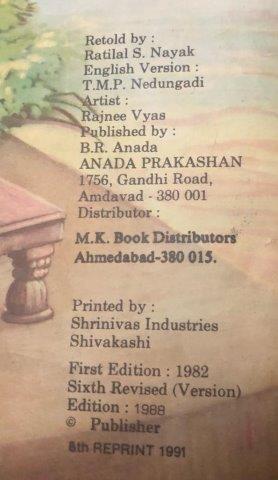 Retold by :
Ratilal S. Nayak
English Version :
T.M.P. Nedungadi
Artist :
Rajnee Vyas
Published by :
B.R. Anada
ANADA PRAKASHAN
1756, Gandhi Road,
Amdavad - 380 001
Distributor :
M.K. Book Distributors
Ahmedabad-380 015.
Printed by :
Shrinivas Industries
Shivakashi
First Edition : 1982
Sixth Revised (Version)
Edition : 1988
© Publisher
8th REPRINT 1991